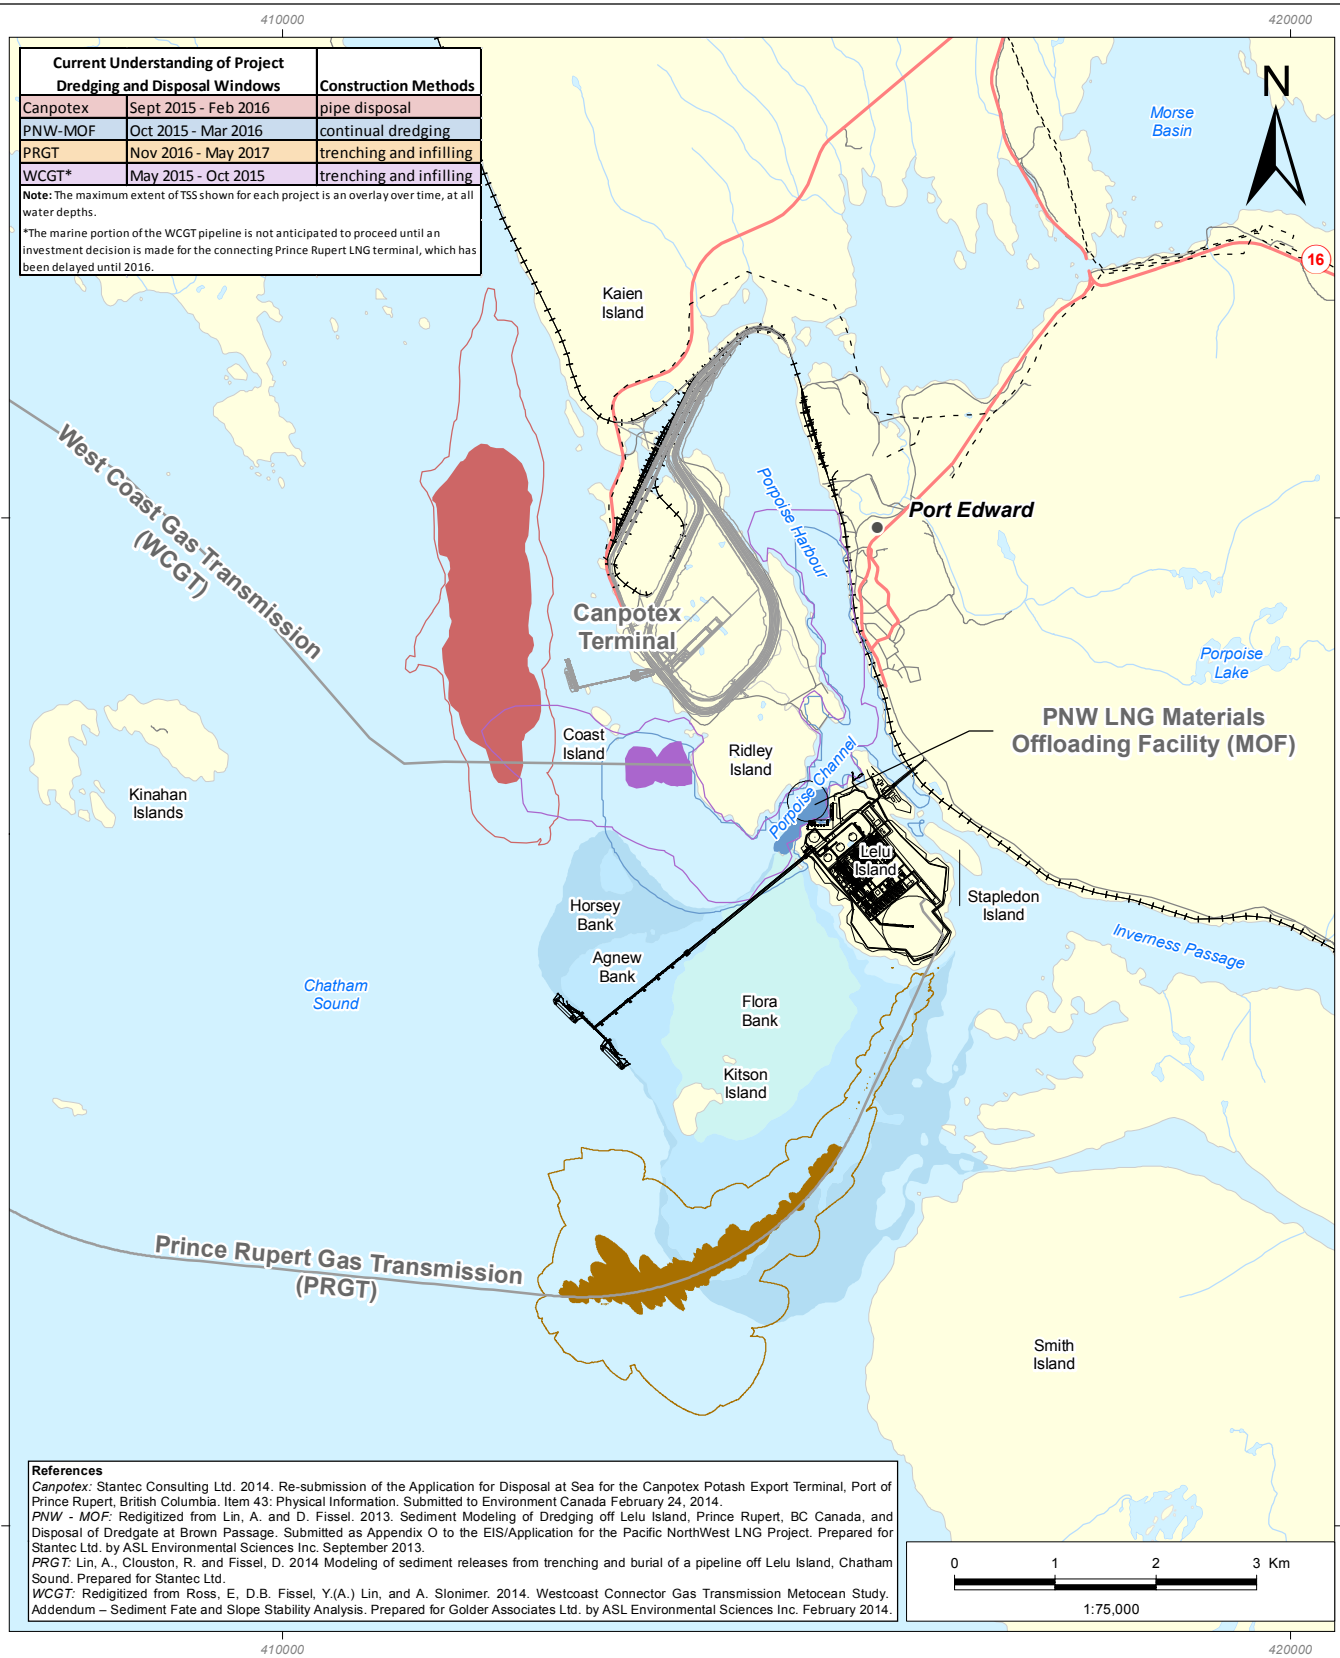 410000
420000
Current Understanding of Project
Dredging and Disposal Windows
Construction Methods
Canpotex Sept 2015 - Feb 2016 pipe disposal
PNW-MOF Oct 2015 - Mar 2016 continual dredging
PRGT Nov 2016 - May 2017 trenching and infilling
WCGT* May 2015 - Oct 2015 trenching and infilling
Note: The maximum extent of TSS shown for each project is an overlay over time, at all
water depths.
*The marine portion of the WCGT pipeline is not anticipated to proceed until an
investment decision is made for the connecting Prince Rupert LNG terminal, which has
been delayed until 2016.
N
Morse
Basin
16
Kaien
Island
West Coast Gas Transmission
(WCGT)
Porpoise Harbour
Port Edward
Canpotex
Terminal
Porpoise
Lake
PNW LNG Materials
Offloading Facility (MOF)
Coast
Island
Ridley
Island
Porpoise Channel
Kinahan
Islands
Lelu
Island
Stapledon
Island
Horsey
Bank
Inverness Passage
Agnew
Bank
Chatham
Sound
Flora
Bank
Kitson
Island
Prince Rupert Gas Transmission
(PRGT)
Smith
Island
References
Canpotex: Stantec Consulting Ltd. 2014. Re-submission of the Application for Disposal at Sea for the Canpotex Potash Export Terminal, Port of
Prince Rupert, British Columbia. Item 43: Physical Information. Submitted to Environment Canada February 24, 2014.
PNW - MOF: Redigitized from Lin, A. and D. Fissel. 2013. Sediment Modeling of Dredging off Lelu Island, Prince Rupert, BC Canada, and
Disposal of Dredgate at Brown Passage. Submitted as Appendix O to the EIS/Application for the Pacific NorthWest LNG Project. Prepared for
Stantec Ltd. by ASL Environmental Sciences Inc. September 2013.
PRGT: Lin, A., Clouston, R. and Fissel, D. 2014 Modeling of sediment releases from trenching and burial of a pipeline off Lelu Island, Chatham
Sound. Prepared for Stantec Ltd.
WCGT: Redigitized from Ross, E, D.B. Fissel, Y.(A.) Lin, and A. Slonimer. 2014. Westcoast Connector Gas Transmission Metocean Study.
Addendum – Sediment Fate and Slope Stability Analysis. Prepared for Golder Associates Ltd. by ASL Environmental Sciences Inc. February 2014.
0 1 2 3 Km
1:75,000
410000
420000